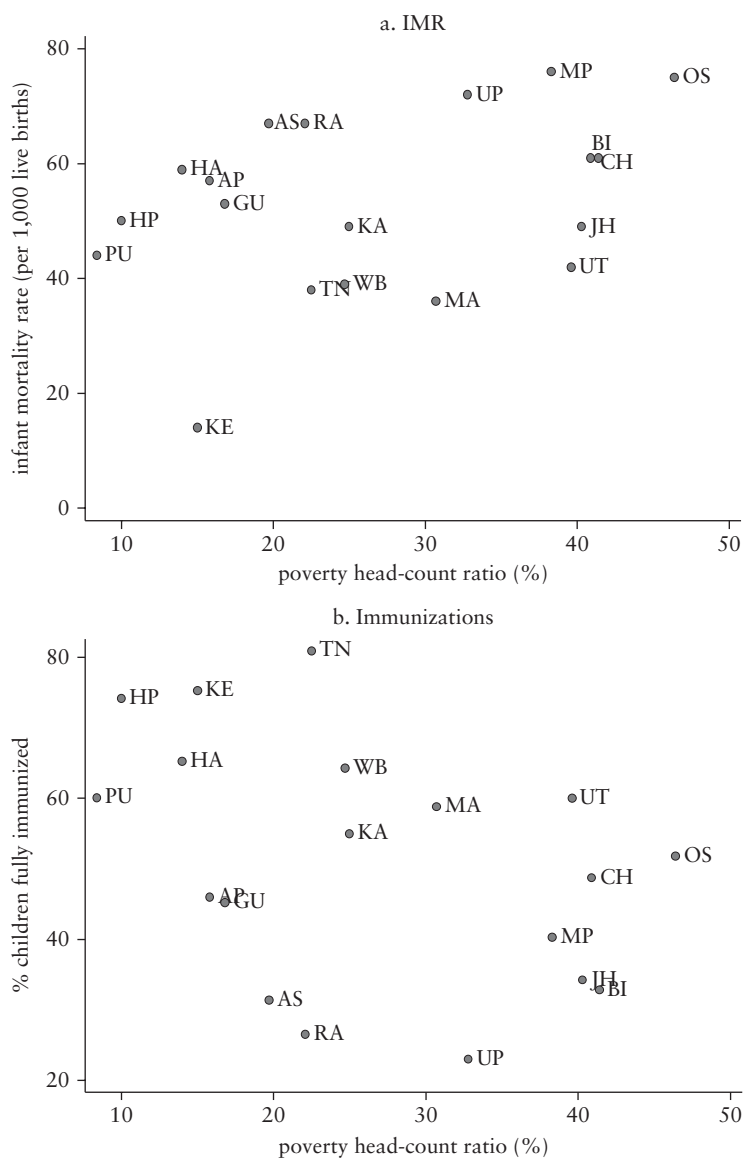 a. IMR
infant mortality rate (per 1,000 live births)
80
60
40
20
0
MP
OS
UP
AS
RA
BI
CH
HA
AP
GU
HP
KA
JH
PU
UT
TN
WB
MA
KE
10
20
30
40
50
poverty head-count ratio (%)
b. Immunizations
% children fully immunized
80
60
40
20
TN
HP
KE
HA
WB
PU
MA
UT
KA
OS
CH
AP
GU
MP
JH
BI
AS
RA
UP
10
20
30
40
50
poverty head-count ratio (%)